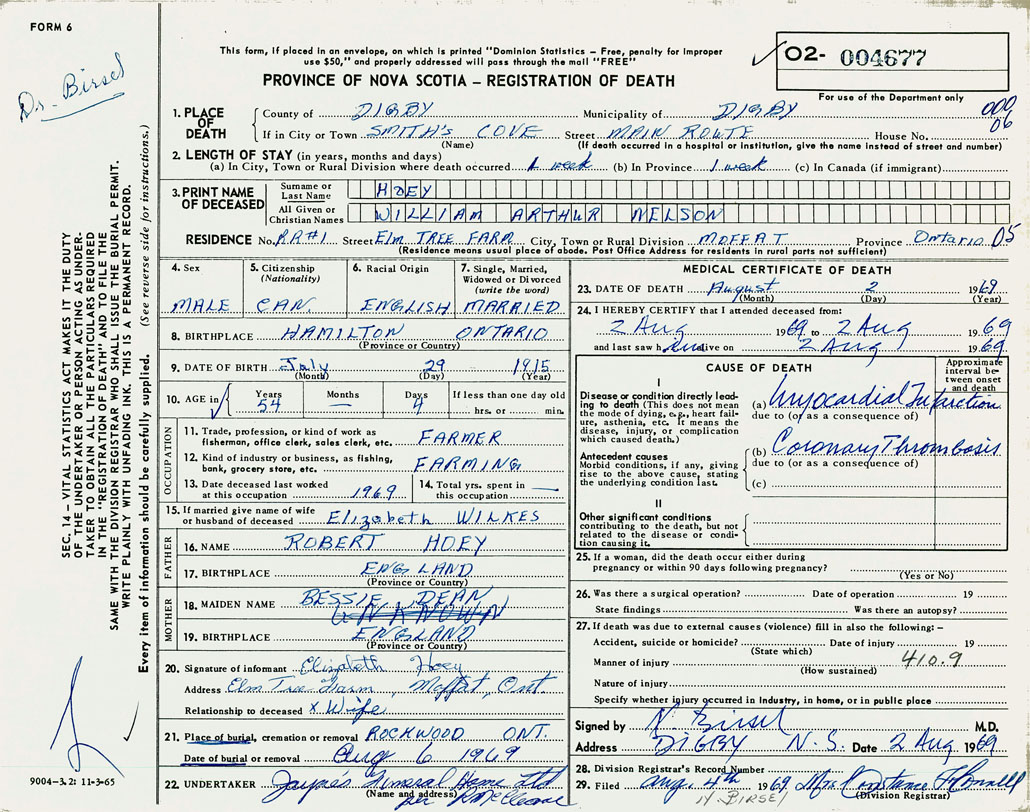 FORM 6
Dr. Birsel
This form, if placed in an envelope, on which is printed "Dominion Statistics – Free, penalty for improper
use $50," and properly addressed will pass through the mail "FREE"
PROVINCE OF NOVA SCOTIA – REGISTRATION OF DEATH
02- 004677
For use of the Department only
000
06
SEC. 14 – VITAL STATISTICS ACT MAKES IT THE DUTY
OF THE UNDERTAKER OR PERSON ACTING AS UNDER-
TAKER TO OBTAIN ALL THE PARTICULARS REQUIRED
IN THE "REGISTRATION OF DEATH" AND TO FILE THE
SAME WITH THE DIVISION REGISTRAR WHO SHALL ISSUE THE BURIAL PERMIT.
WRITE PLAINLY WITH UNFADING INK. THIS IS A PERMANENT RECORD.
Every item of information should be carefully supplied. (See reverse side for instructions.)
1. PLACE OF DEATH County of DIGBY Municipality of DIGBY
If in City or Town SMITH'S COVE Street MAIN ROUTE House No.
(Name) (If death occurred in a hospital or institution, give the name instead of street and number)
2. LENGTH OF STAY (in years, months and days)
(a) In City, Town or Rural Division where death occurred 1 week (b) In Province 1 week (c) In Canada (if immigrant)
3. PRINT NAME OF DECEASED Surname or Last Name HOEY
All Given or Christian Names WILLIAM ARTHUR NELSON
RESIDENCE No. RR#1 Street ELM TREE FARM City, Town or Rural Division MOFFAT Province Ontario 05
(Residence means usual place of abode. Post Office Address for residents in rural parts not sufficient)
4. Sex MALE
5. Citizenship (Nationality) CAN.
6. Racial Origin ENGLISH
7. Single, Married, Widowed or Divorced (write the word) MARRIED
8. BIRTHPLACE HAMILTON ONTARIO
(Province or Country)
9. DATE OF BIRTH July 29 1915
(Month) (Day) (Year)
10. AGE in Years 54 Months — Days 4 If less than one day old hrs. or min.
OCCUPATION
11. Trade, profession, or kind of work as fisherman, office clerk, sales clerk, etc. FARMER
12. Kind of industry or business, as fishing, bank, grocery store, etc. FARMING
13. Date deceased last worked at this occupation 1969
14. Total yrs. spent in this occupation —
15. If married give name of wife or husband of deceased Elizabeth WILKES
FATHER
16. NAME ROBERT HOEY
17. BIRTHPLACE ENGLAND
(Province or Country)
MOTHER
18. MAIDEN NAME BESSIE DEAN
UNKNOWN
19. BIRTHPLACE ENGLAND
(Province or Country)
20. Signature of informant Elizabeth Hoey
Address Elm Tree Farm, Moffat, Ont.
Relationship to deceased x Wife
21. Place of burial, cremation or removal ROCKWOOD ONT.
Date of burial or removal Aug 6 1969
22. UNDERTAKER Jayne's Funeral Home Ltd
(Name and address)
9004–3.2: 11-3-65
MEDICAL CERTIFICATE OF DEATH
23. DATE OF DEATH August 2 1969
(Month) (Day) (Year)
24. I HEREBY CERTIFY that I attended deceased from:
2 Aug 1969 to 2 Aug 1969
and last saw h alive on 2 Aug 1969
CAUSE OF DEATH
Approximate interval between onset and death
I
Disease or condition directly leading to death (This does not mean the mode of dying, e.g., heart failure, asthenia, etc. It means the disease, injury, or complication which caused death.)
(a) Myocardial Infarction
due to (or as a consequence of)
Antecedent causes
Morbid conditions, if any, giving rise to the above cause, stating the underlying condition last.
(b) Coronary Thrombosis
due to (or as a consequence of)
(c)
II
Other significant conditions contributing to the death, but not related to the disease or condition causing it.
25. If a woman, did the death occur either during pregnancy or within 90 days following pregnancy?
(Yes or No)
26. Was there a surgical operation? Date of operation 19
State findings Was there an autopsy?
27. If death was due to external causes (violence) fill in also the following: –
Accident, suicide or homicide? Date of injury 19
(State which)
Manner of injury 410.9
(How sustained)
Nature of injury
Specify whether injury occurred in industry, in home, or in public place
Signed by N. Birsel M.D.
Address DIGBY N.S. Date 2 Aug 1969
28. Division Registrar's Record Number
29. Filed Aug. 4th 1969 Mrs Constance
(Division Registrar)
N BIRSEL